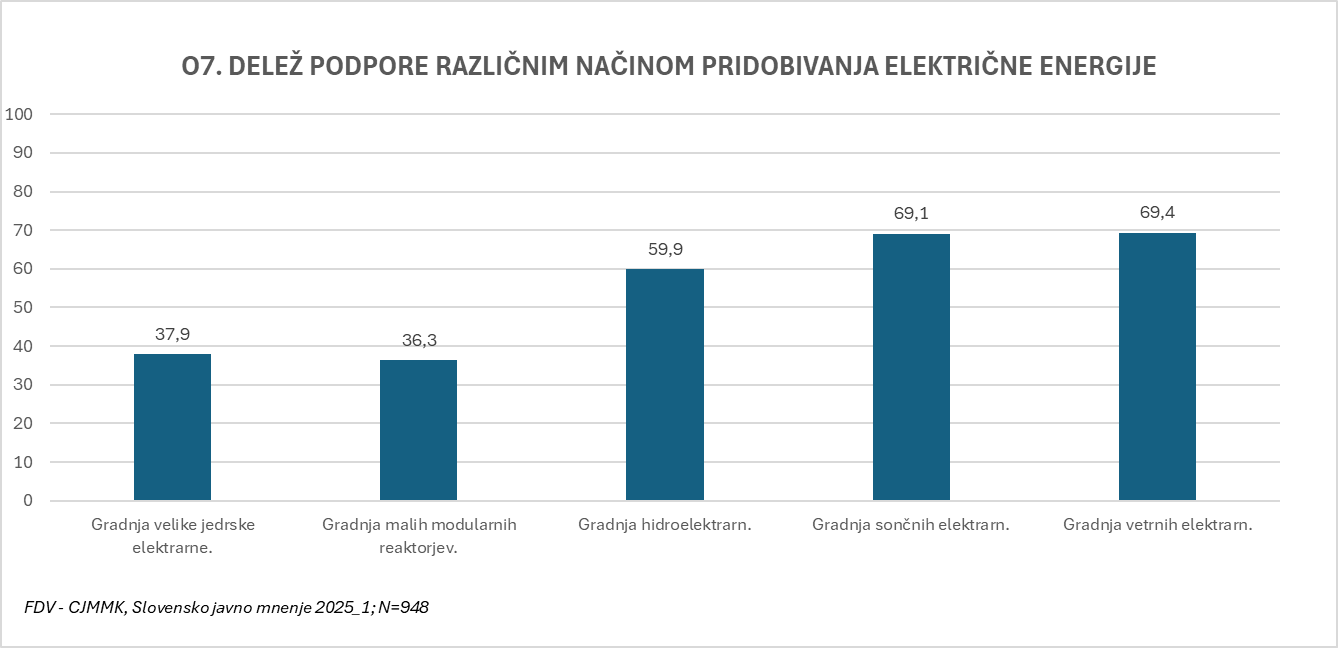 O7. DELEŽ PODPORE RAZLIČNIM NAČINOM PRIDOBIVANJA ELEKTRIČNE ENERGIJE
100
90
80
70
60
50
40
30
20
10
0
37,9
36,3
59,9
69,1
69,4
Gradnja velike jedrske
elektrarne.
Gradnja malih modularnih
reaktorjev.
Gradnja hidroelektrarn.
Gradnja sončnih elektrarn.
Gradnja vetrnih elektrarn.
FDV - CJMMK, Slovensko javno mnenje 2025_1; N=948